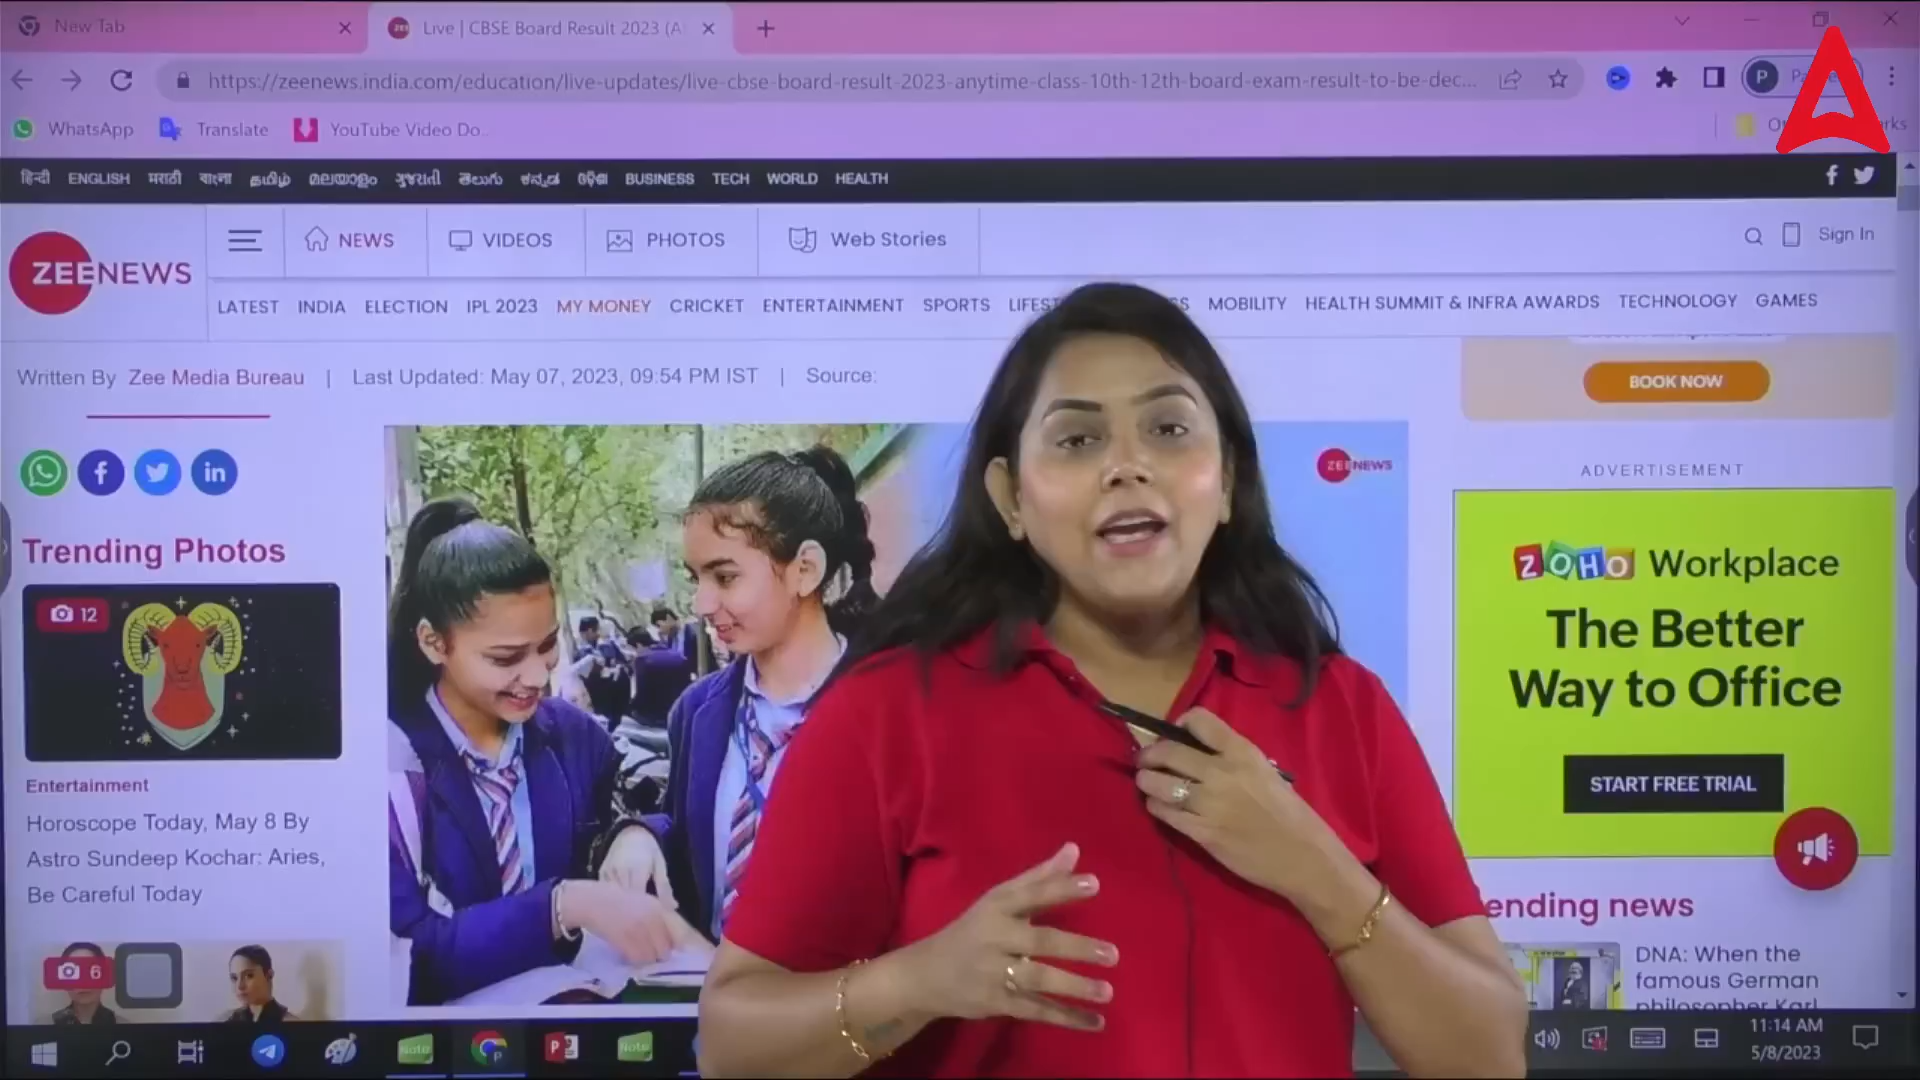 New Tab
Live | CBSE Board Result 2023 (A
https://zeenews.india.com/education/live-updates/live-cbse-board-result-2023-anytime-class-10th-12th-board-exam-result-to-be-dec...
P
WhatsApp
Translate
YouTube Video Do...
हिन्दी ENGLISH मराठी বাংলা தமிழ் മലയാളം ગુજરાતી తెలుగు ಕನ್ನಡ ଓଡ଼ିଶା BUSINESS TECH WORLD HEALTH
ZEENEWS
NEWS
VIDEOS
PHOTOS
Web Stories
Sign In
LATEST INDIA ELECTION IPL 2023 MY MONEY CRICKET ENTERTAINMENT SPORTS MOBILITY HEALTH SUMMIT & INFRA AWARDS TECHNOLOGY GAMES
Written By Zee Media Bureau | Last Updated: May 07, 2023, 09:54 PM IST | Source:
BOOK NOW
ZEENEWS
ADVERTISEMENT
ZOHO Workplace
The Better
Way to Office
START FREE TRIAL
Trending Photos
12
Entertainment
Horoscope Today, May 8 By
Astro Sundeep Kochar: Aries,
Be Careful Today
6
ending news
DNA: When the
famous German
philosopher Karl
Note
Note
11:14 AM
5/8/2023